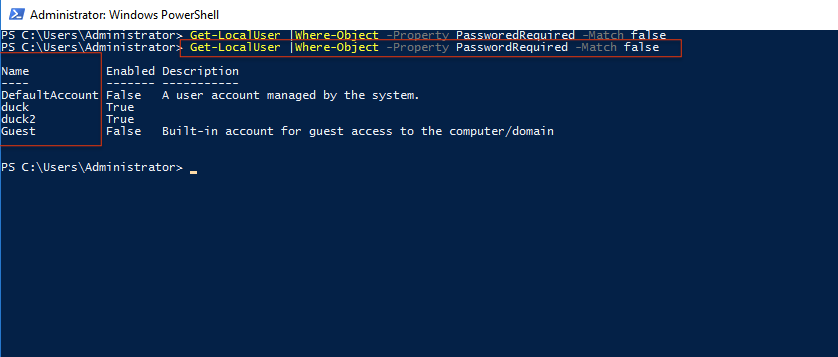 Administrator: Windows PowerShell
PS C:\Users\Administrator> Get-LocalUser |Where-Object -Property PasswordRequired -Match false
PS C:\Users\Administrator> Get-LocalUser |Where-Object -Property PasswordRequired -Match false
Name           Enabled Description
----           ------- -----------
DefaultAccount False   A user account managed by the system.
duck           True
duck2          True
Guest          False   Built-in account for guest access to the computer/domain
PS C:\Users\Administrator> _